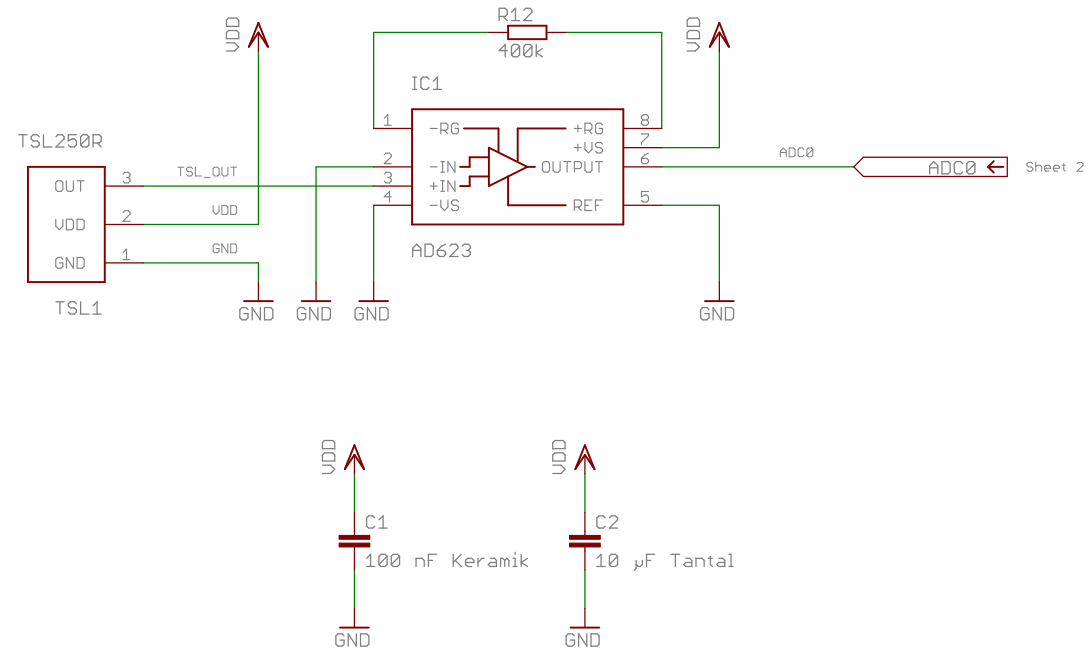 R12
400k
VDD
VDD
IC1
TSL250R
1
-RG
+RG
8
+VS
7
2
-IN
OUTPUT
6
ADC0
ADC0
Sheet 2
OUT
3
TSL_OUT
3
+IN
4
-VS
REF
5
VDD
2
VDD
GND
1
GND
AD623
TSL1
GND
GND
GND
GND
VDD
VDD
C1
100 nF Keramik
C2
10 µF Tantal
GND
GND